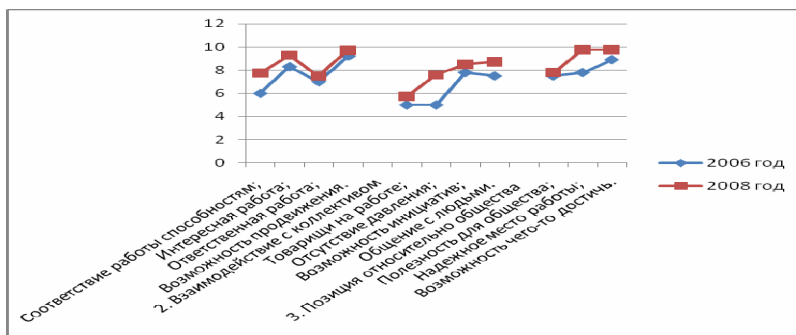 12
10
8
6
4
2
0
Соответствие работы способностям;
Интересная работа;
Ответственная работа;
Возможность продвижения.
2. Взаимодействие с коллективом
Товарищи на работе;
Отсутствие давления;
Возможность инициатив;
Общение с людьми.
3. Позиция относительно общества
Полезность для общества;
Надежное место работы;
Возможность чего-то достичь.
2006 год
2008 год